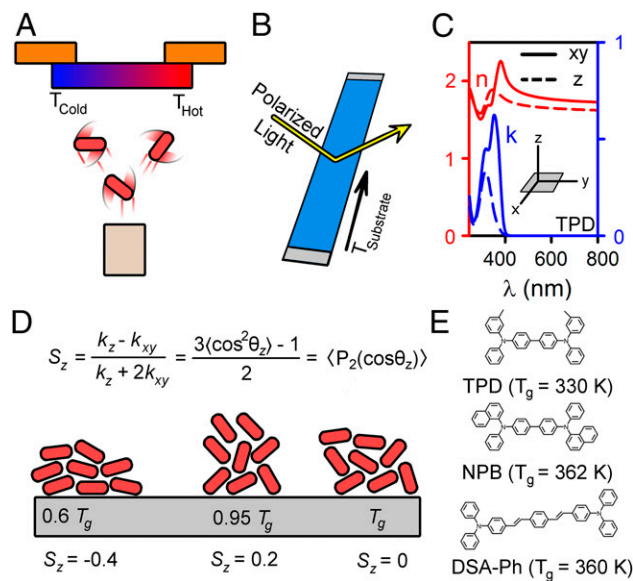 A
T_Cold
T_Hot
B
Polarized
Light
T_Substrate
C
xy
z
n
k
2
1
0
1
0
z
y
x
TPD
400
600
800
λ (nm)
D
S_z = (k_z - k_xy) / (k_z + 2k_xy) = (3⟨cos²θ_z⟩ - 1) / 2 = ⟨P₂(cosθ_z)⟩
0.6 T_g
0.95 T_g
T_g
S_z = -0.4
S_z = 0.2
S_z = 0
E
TPD (T_g = 330 K)
NPB (T_g = 362 K)
DSA-Ph (T_g = 360 K)